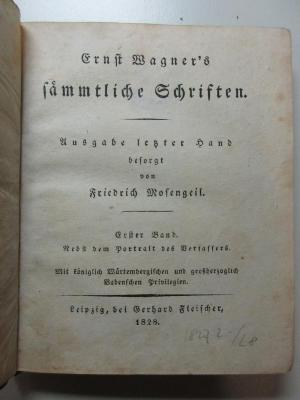 Ernst Wagner's
sämmtliche Schriften.
Ausgabe letzter Hand
besorgt
von
Friedrich Mosengeil.
Erster Band.
Nebst dem Portrait des Verfassers.
Mit königlich Würtembergischen und großherzoglich
Badenschen Privilegien.
Leipzig, bei Gerhard Fleischer,
1828.